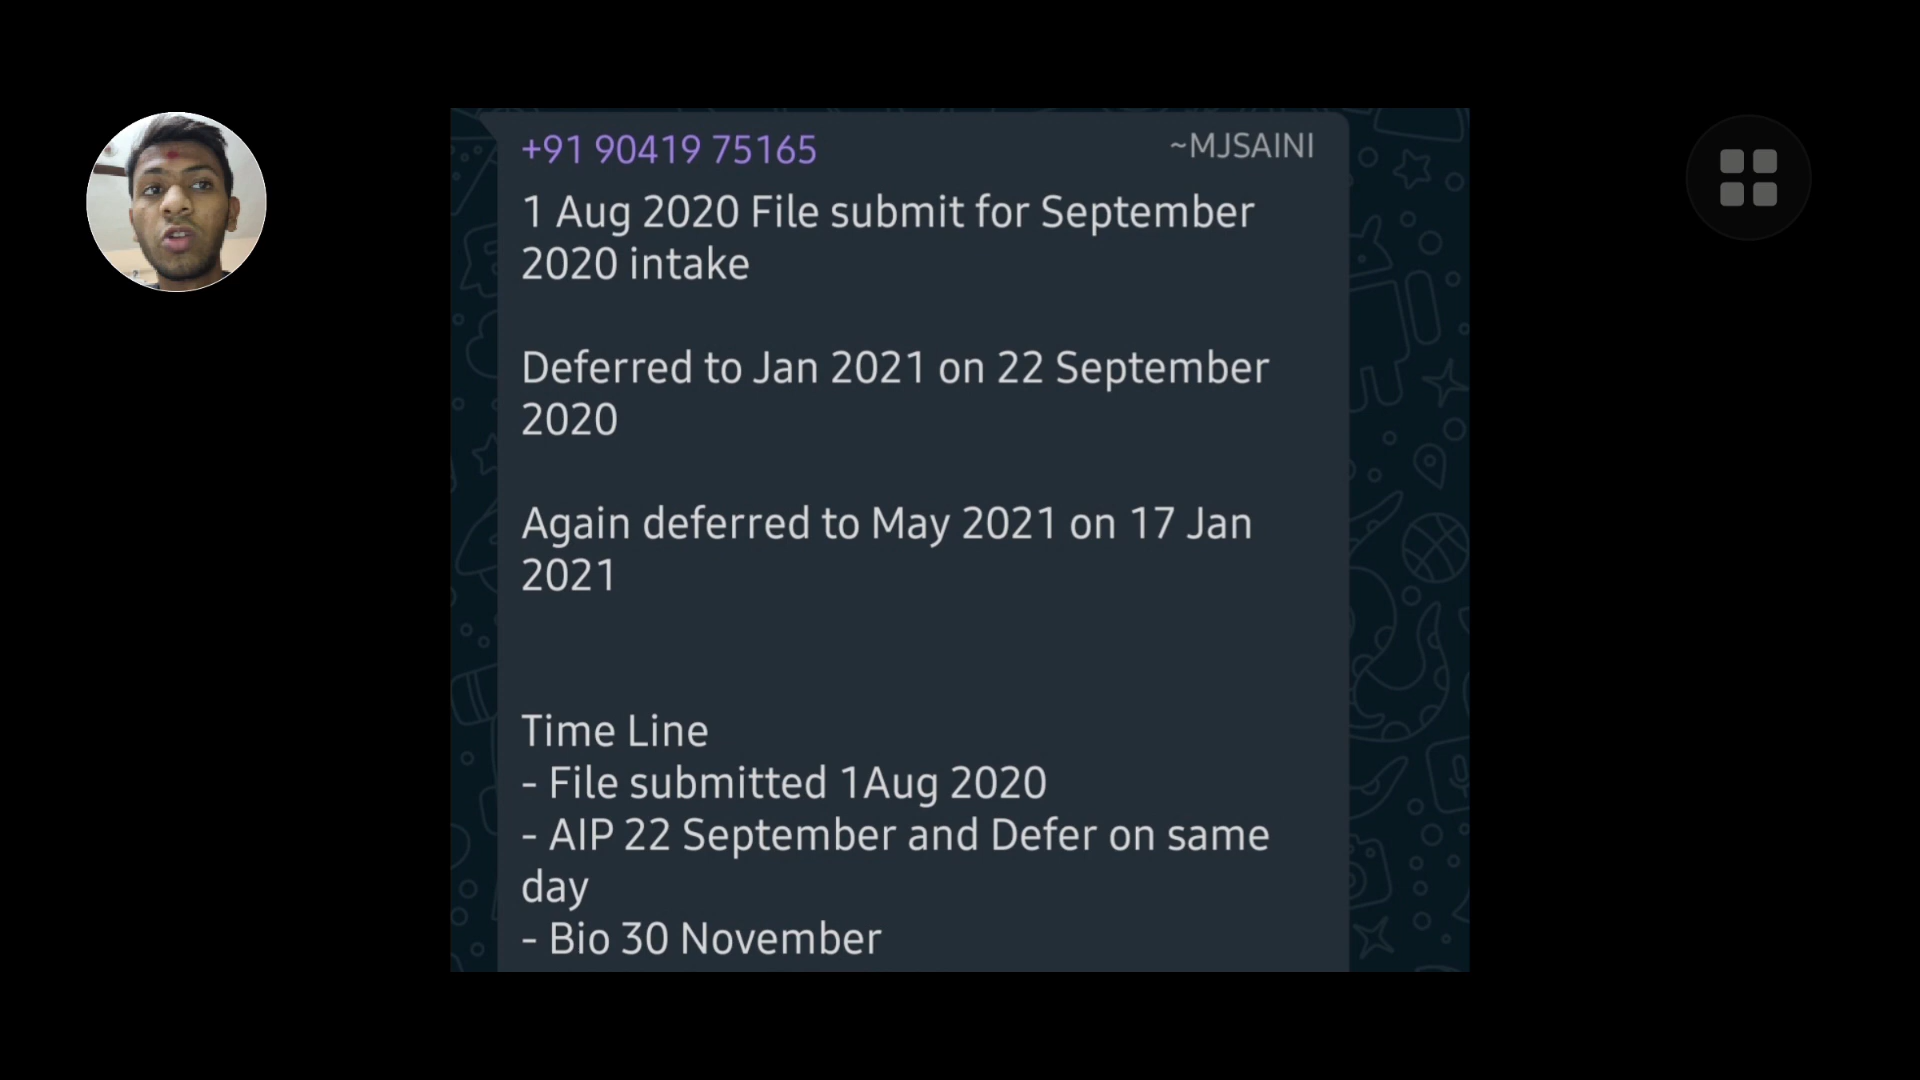 +91 90419 75165 ~MJSAINI
1 Aug 2020 File submit for September
2020 intake
Deferred to Jan 2021 on 22 September
2020
Again deferred to May 2021 on 17 Jan
2021
Time Line
- File submitted 1Aug 2020
- AIP 22 September and Defer on same
day
- Bio 30 November